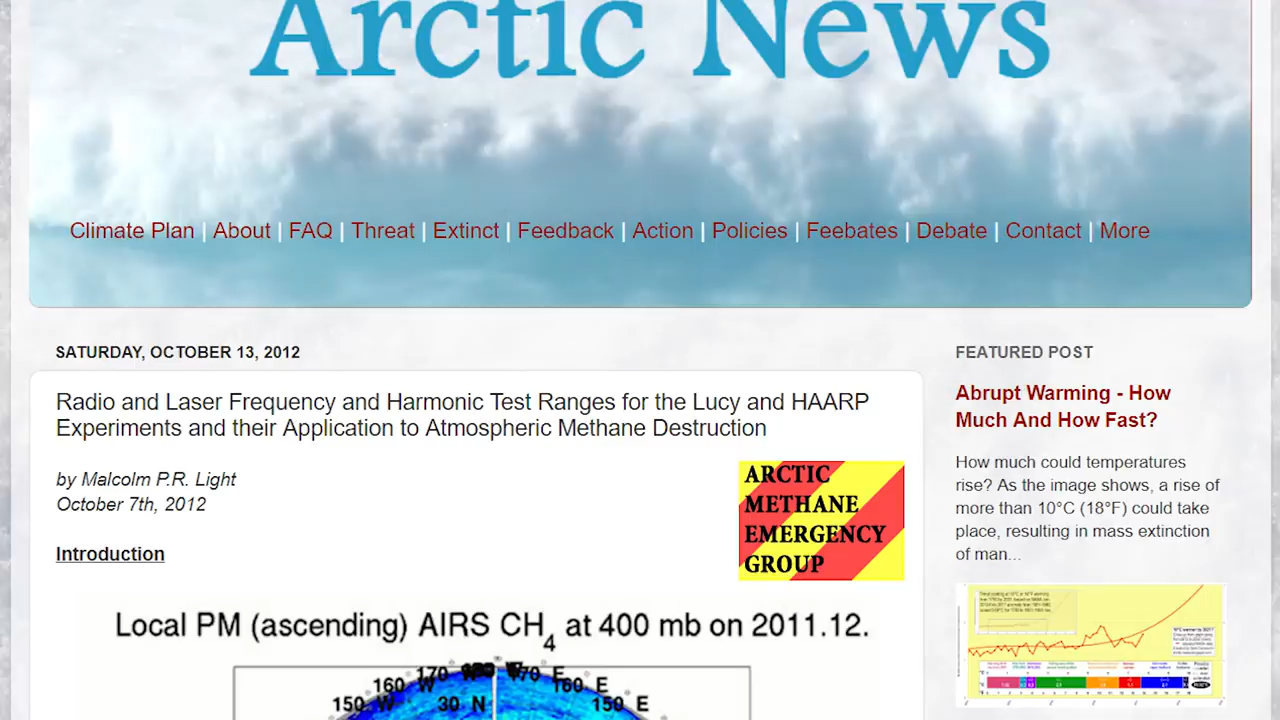 Arctic News
Climate Plan | About | FAQ | Threat | Extinct | Feedback | Action | Policies | Feebates | Debate | Contact | More
SATURDAY, OCTOBER 13, 2012
Radio and Laser Frequency and Harmonic Test Ranges for the Lucy and HAARP
Experiments and their Application to Atmospheric Methane Destruction
by Malcolm P.R. Light
October 7th, 2012
Introduction
ARCTIC
METHANE
EMERGENCY
GROUP
Local PM (ascending) AIRS CH4 at 400 mb on 2011.12.
170 W 170 E
160 W 160 E
150 W 30 N 150 E
FEATURED POST
Abrupt Warming - How
Much And How Fast?
How much could temperatures
rise? As the image shows, a rise of
more than 10°C (18°F) could take
place, resulting in mass extinction
of man...